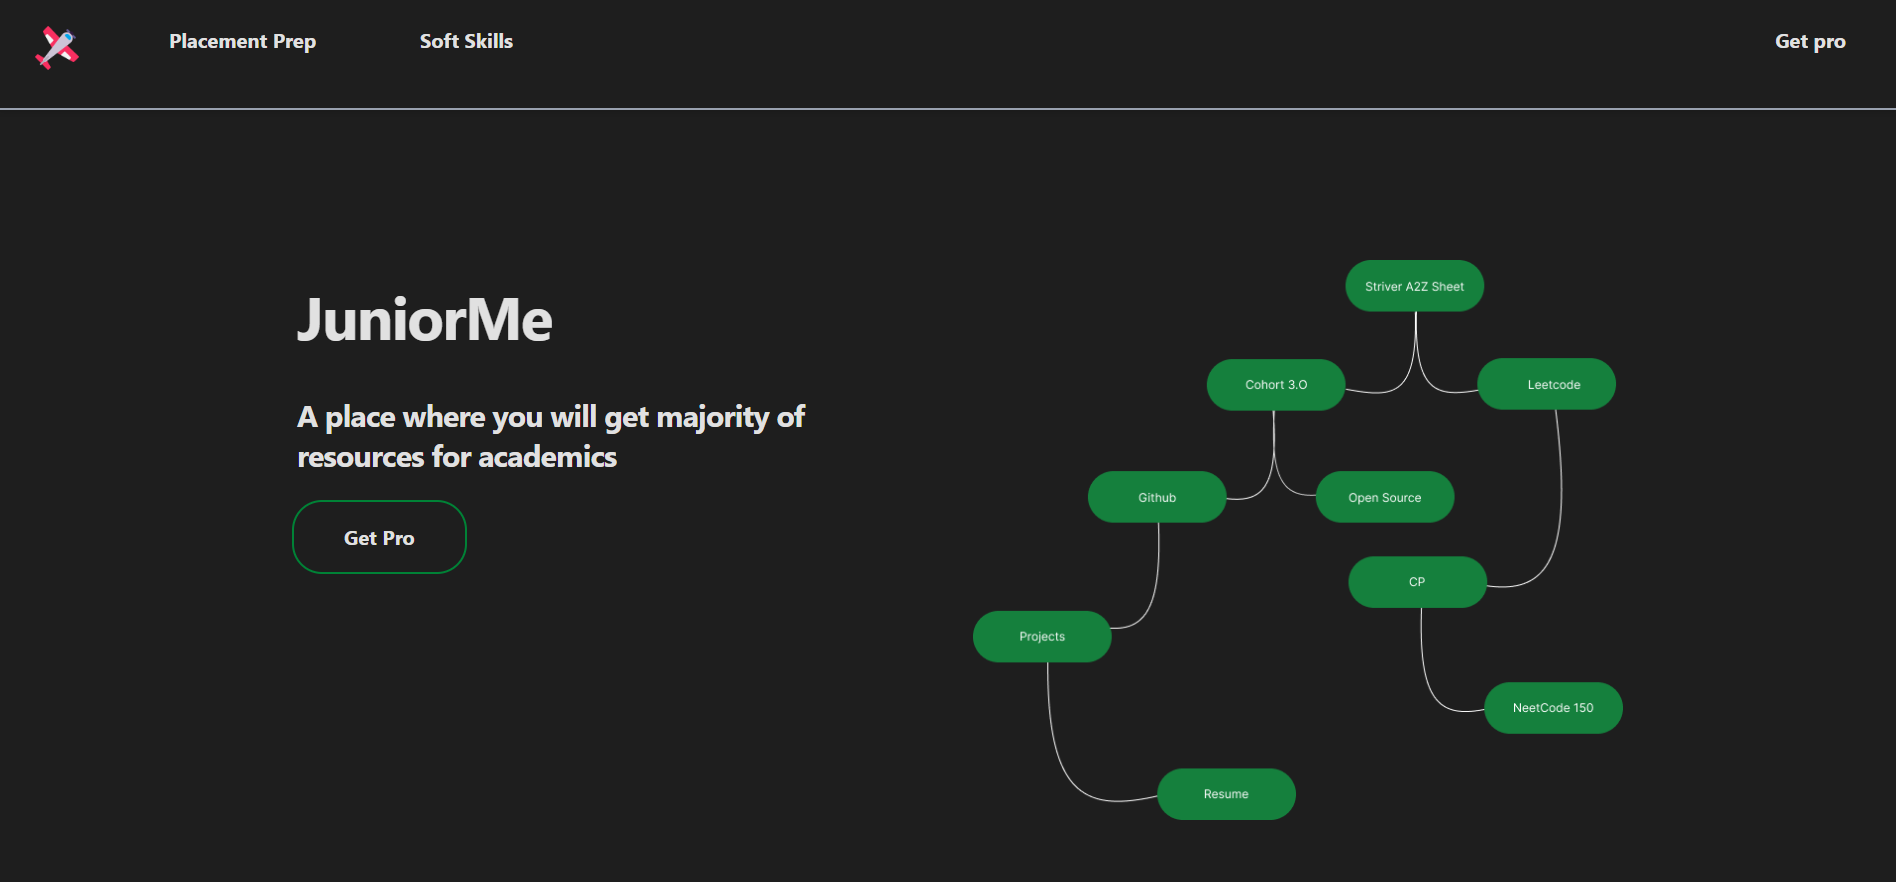 Placement Prep
Soft Skills
Get pro
JuniorMe
A place where you will get majority of
resources for academics
Get Pro
Striver A2Z Sheet
Cohort 3.O
Leetcode
Github
Open Source
CP
Projects
NeetCode 150
Resume